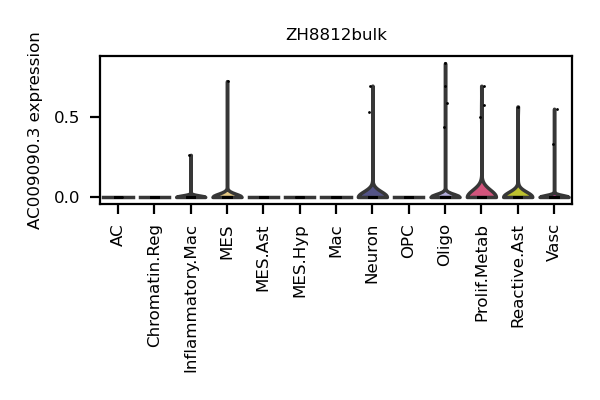 ZH8812bulk
AC009090.3 expression
0.5
0.0
AC
Chromatin.Reg
Inflammatory.Mac
MES
MES.Ast
MES.Hyp
Mac
Neuron
OPC
Oligo
Prolif.Metab
Reactive.Ast
Vasc